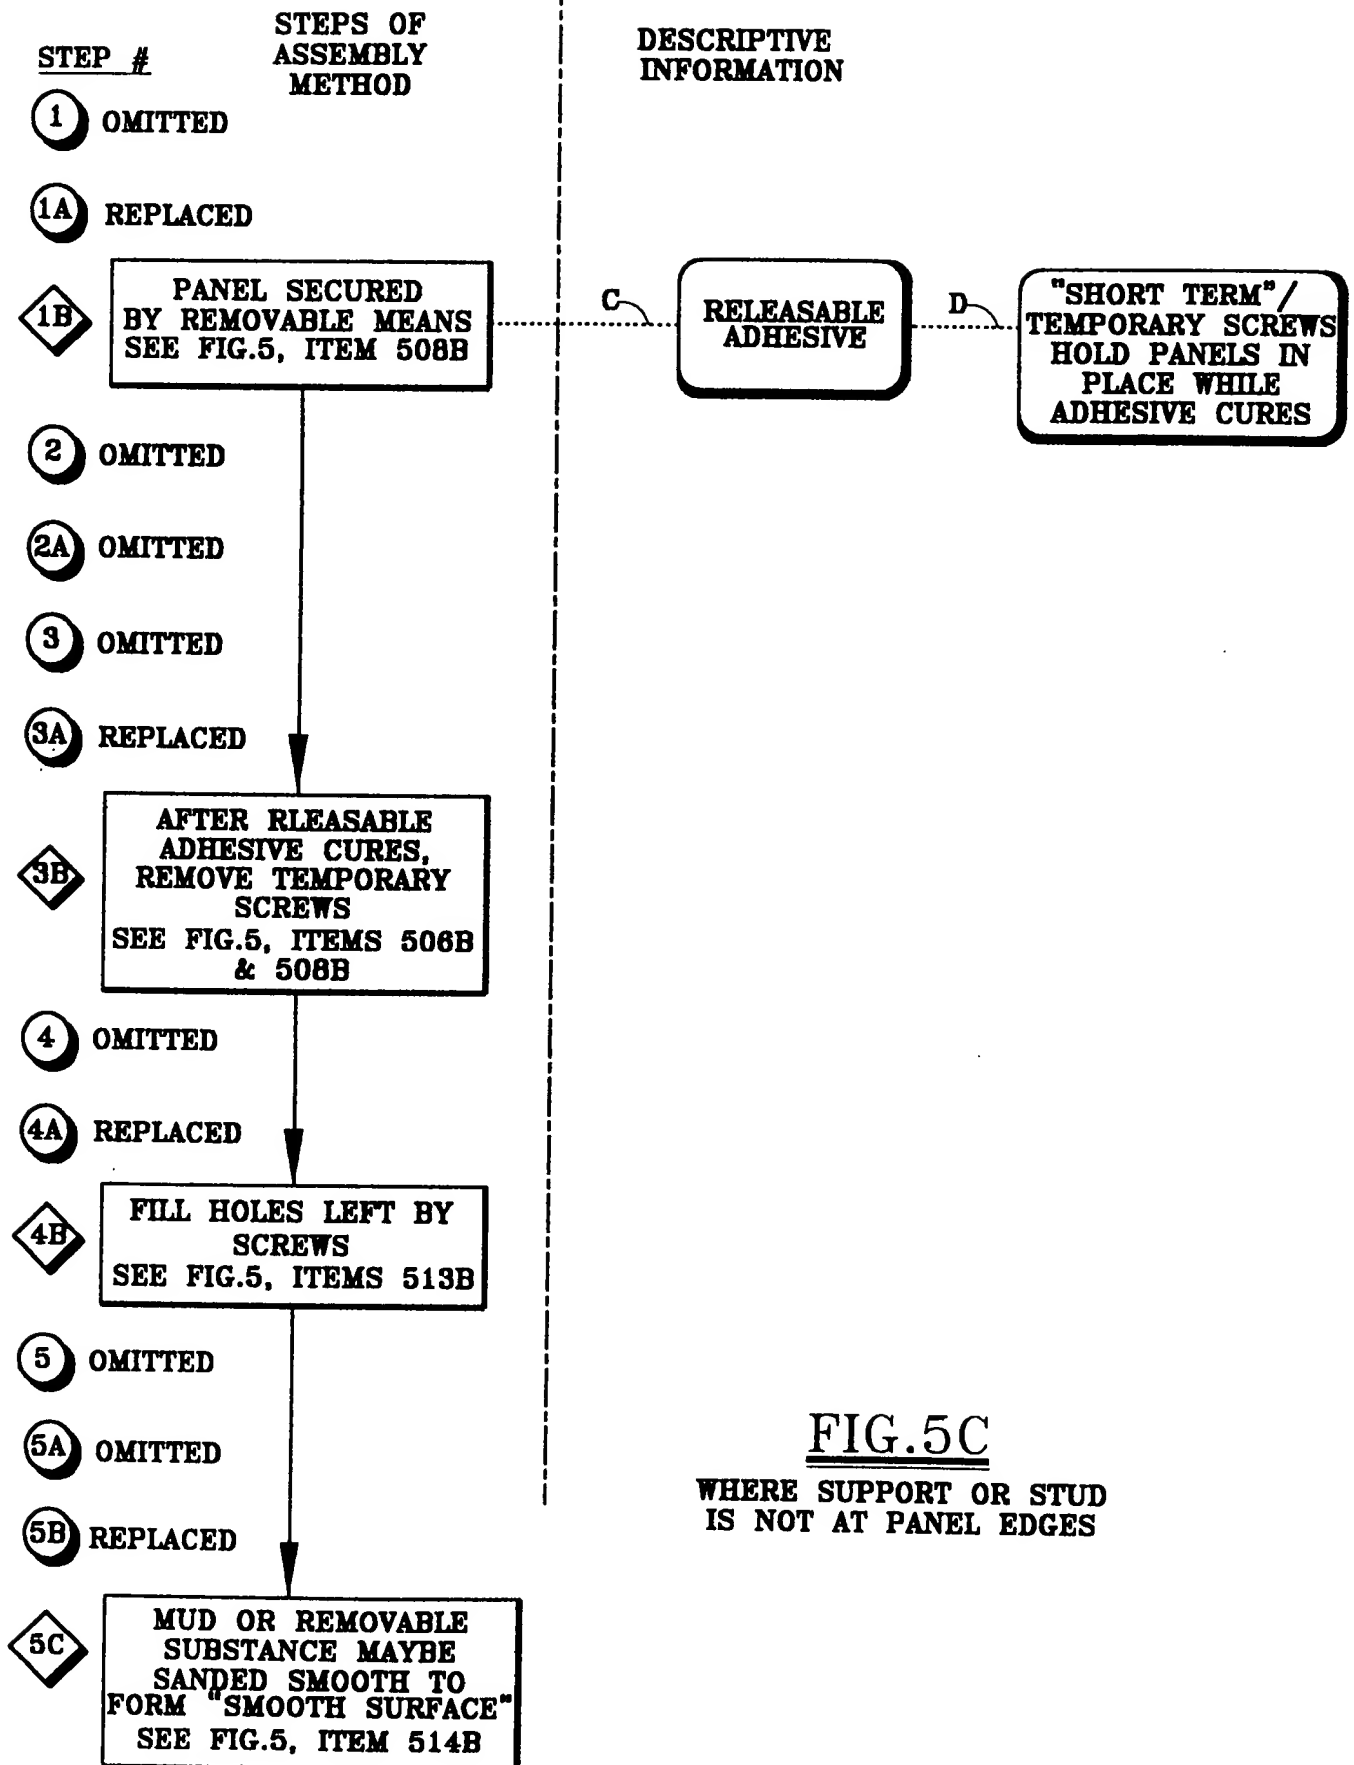 STEP #
STEPS OF
ASSEMBLY
METHOD
DESCRIPTIVE
INFORMATION
1 OMITTED
1A REPLACED
1B
PANEL SECURED
BY REMOVABLE MEANS
SEE FIG.5, ITEM 508B
C
RELEASABLE
ADHESIVE
D
"SHORT TERM"/
TEMPORARY SCREWS
HOLD PANELS IN
PLACE WHILE
ADHESIVE CURES
2 OMITTED
2A OMITTED
3 OMITTED
3A REPLACED
3B
AFTER RLEASABLE
ADHESIVE CURES,
REMOVE TEMPORARY
SCREWS
SEE FIG.5, ITEMS 506B
& 508B
4 OMITTED
4A REPLACED
4B
FILL HOLES LEFT BY
SCREWS
SEE FIG.5, ITEMS 513B
5 OMITTED
5A OMITTED
5B REPLACED
5C
MUD OR REMOVABLE
SUBSTANCE MAYBE
SANDED SMOOTH TO
FORM "SMOOTH SURFACE"
SEE FIG.5, ITEM 514B
FIG.5C
WHERE SUPPORT OR STUD
IS NOT AT PANEL EDGES